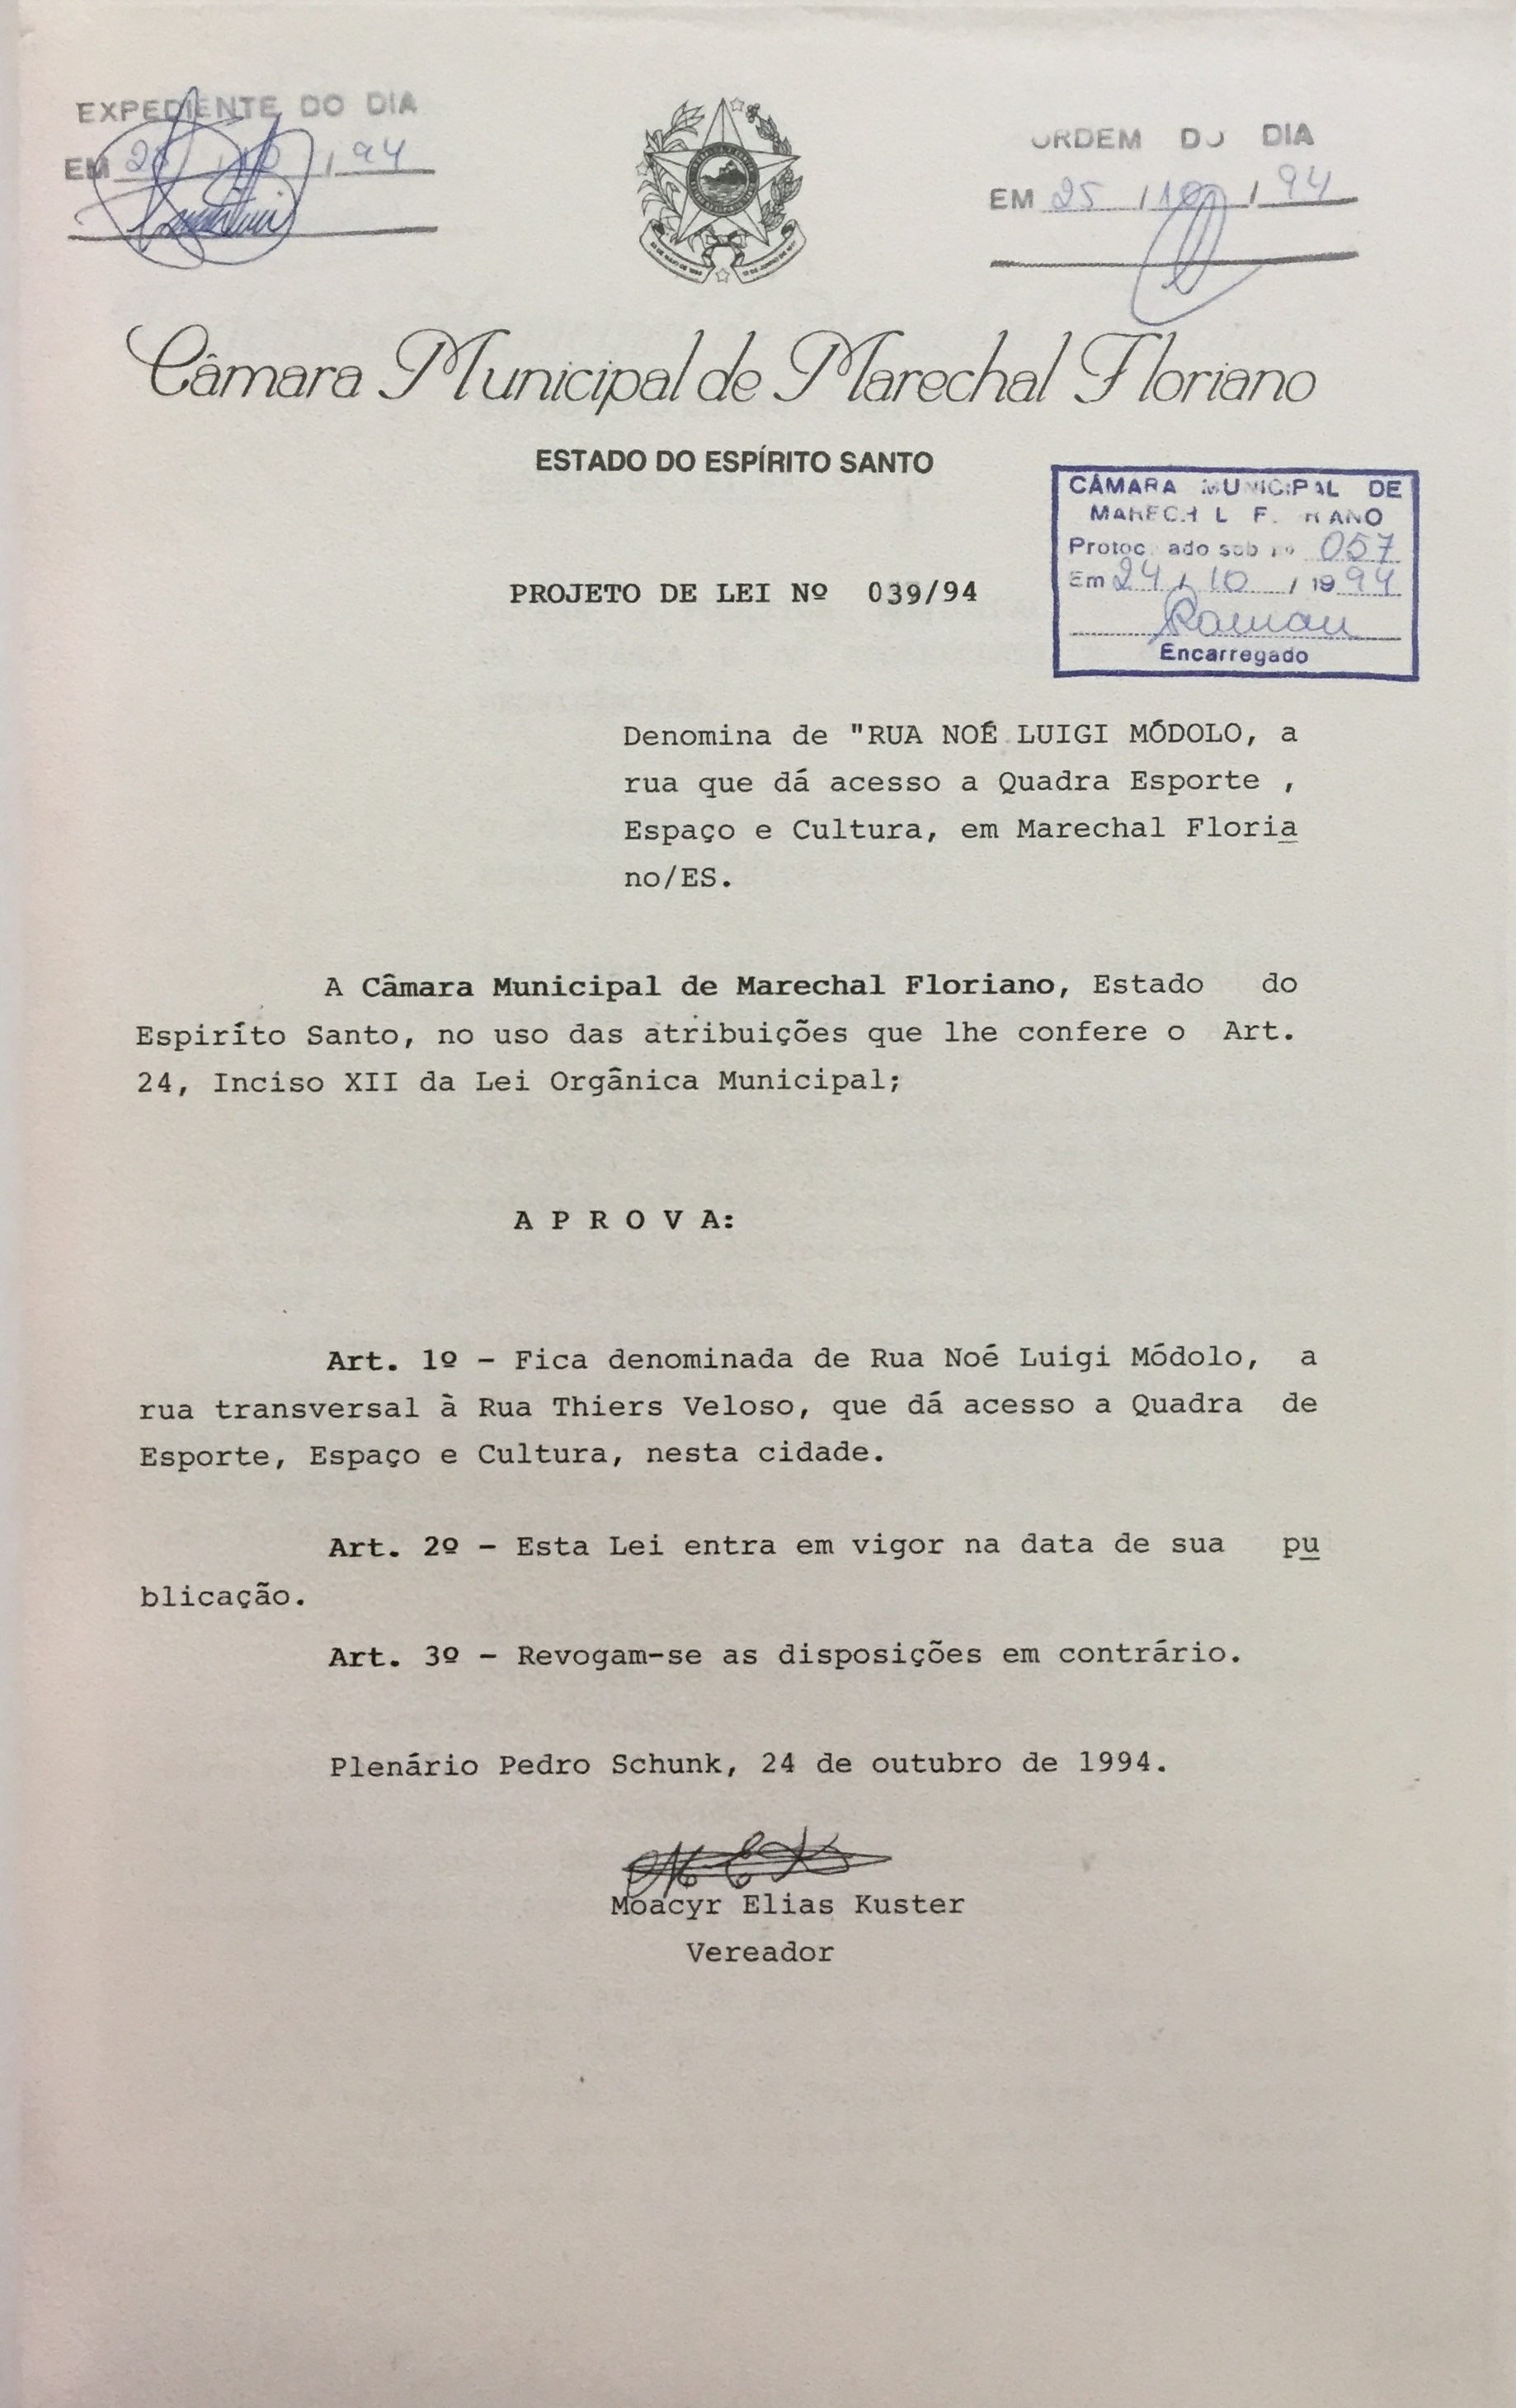 EXPEDIENTE DO DIA
EM / / 94
ORDEM DO DIA
EM 25 / 10 / 94
Câmara Municipal de Marechal Floriano
ESTADO DO ESPÍRITO SANTO
CÂMARA MUNICIPAL DE
MARECHAL FLORIANO
Protocolado sob nº 057
Em 24 / 10 / 1994
Encarregado
PROJETO DE LEI Nº 039/94
Denomina de "RUA NOÉ LUIGI MÓDOLO, a
rua que dá acesso a Quadra Esporte ,
Espaço e Cultura, em Marechal Floria
no/ES.
A Câmara Municipal de Marechal Floriano, Estado do
Espiríto Santo, no uso das atribuições que lhe confere o Art.
24, Inciso XII da Lei Orgânica Municipal;
A P R O V A:
Art. 1º - Fica denominada de Rua Noé Luigi Módolo, a
rua transversal à Rua Thiers Veloso, que dá acesso a Quadra de
Esporte, Espaço e Cultura, nesta cidade.
Art. 2º - Esta Lei entra em vigor na data de sua pu
blicação.
Art. 3º - Revogam-se as disposições em contrário.
Plenário Pedro Schunk, 24 de outubro de 1994.
Moacyr Elias Kuster
Vereador